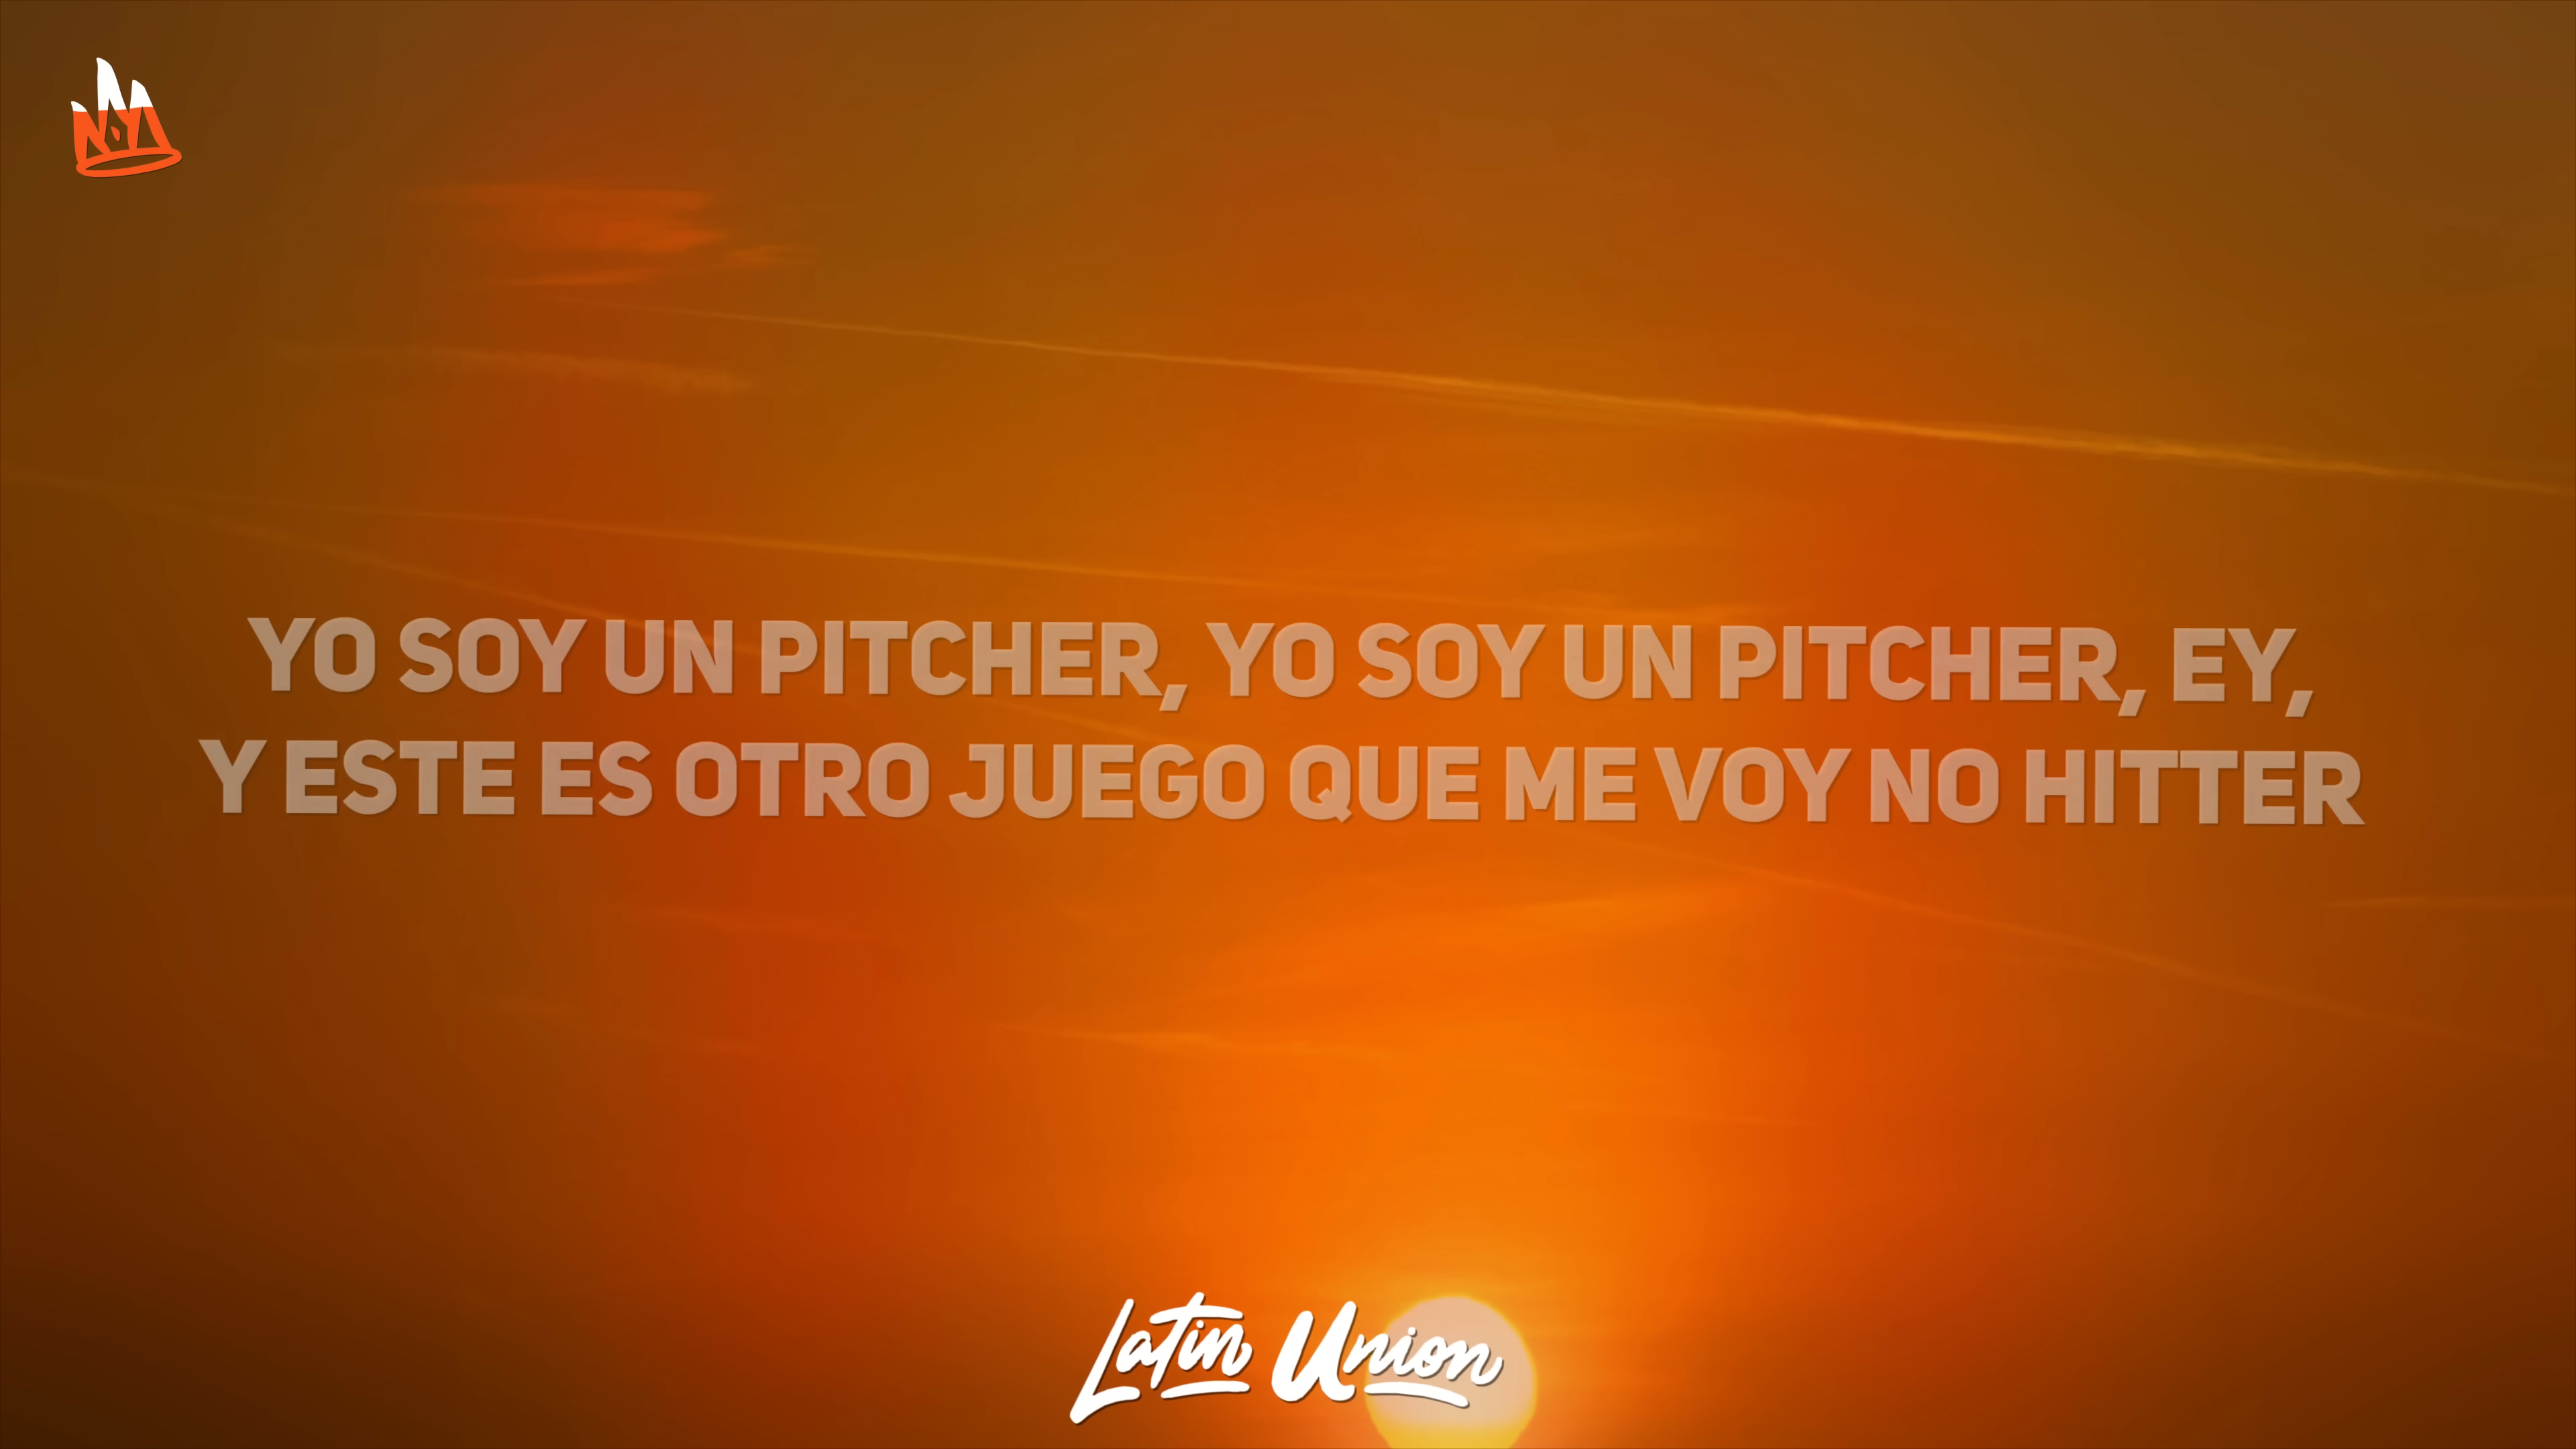 YO SOY UN PITCHER, YO SOY UN PITCHER, EY,
Y ESTE ES OTRO JUEGO QUE ME VOY NO HITTER
Latin Union